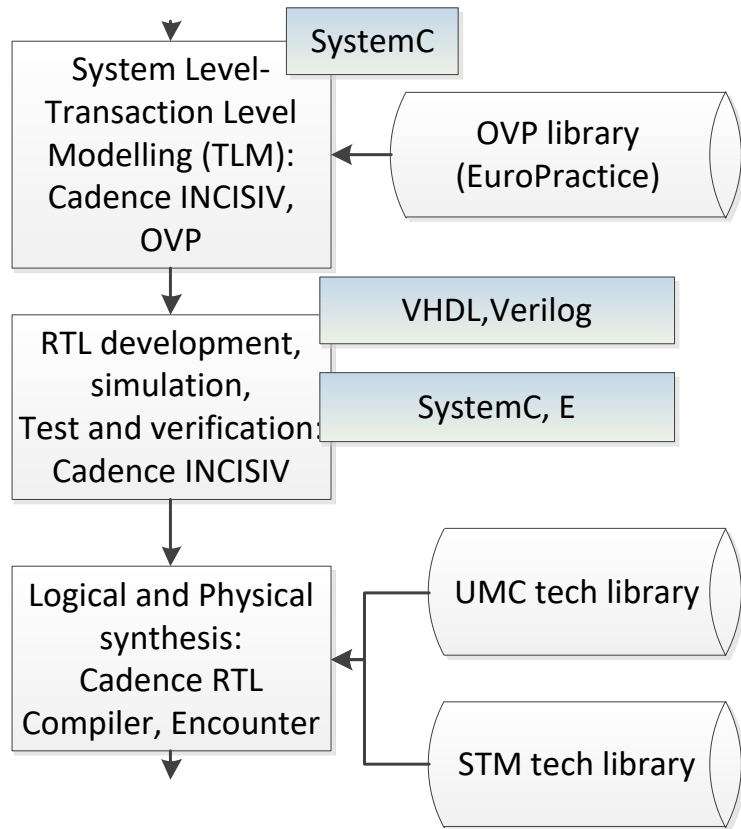 SystemC
System Level-
Transaction Level
Modelling (TLM):
Cadence INCISIV,
OVP
OVP library
(EuroPractice)
VHDL,Verilog
RTL development,
simulation,
Test and verification:
Cadence INCISIV
SystemC, E
Logical and Physical
synthesis:
Cadence RTL
Compiler, Encounter
UMC tech library
STM tech library